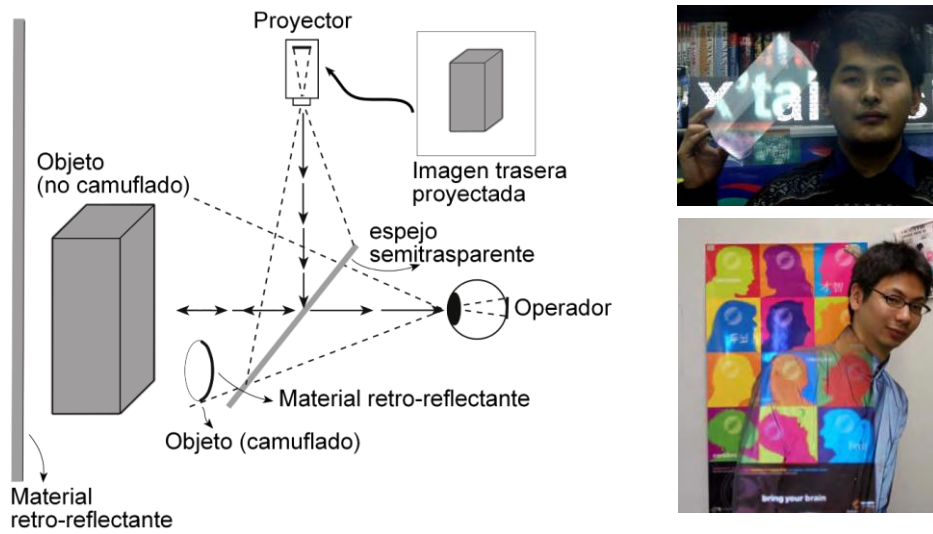 Proyector
Objeto
(no camuflado)
Imagen trasera
proyectada
espejo
semitrasparente
Operador
Material retro-reflectante
Objeto (camuflado)
Material
retro-reflectante
x'tal
bring your brain